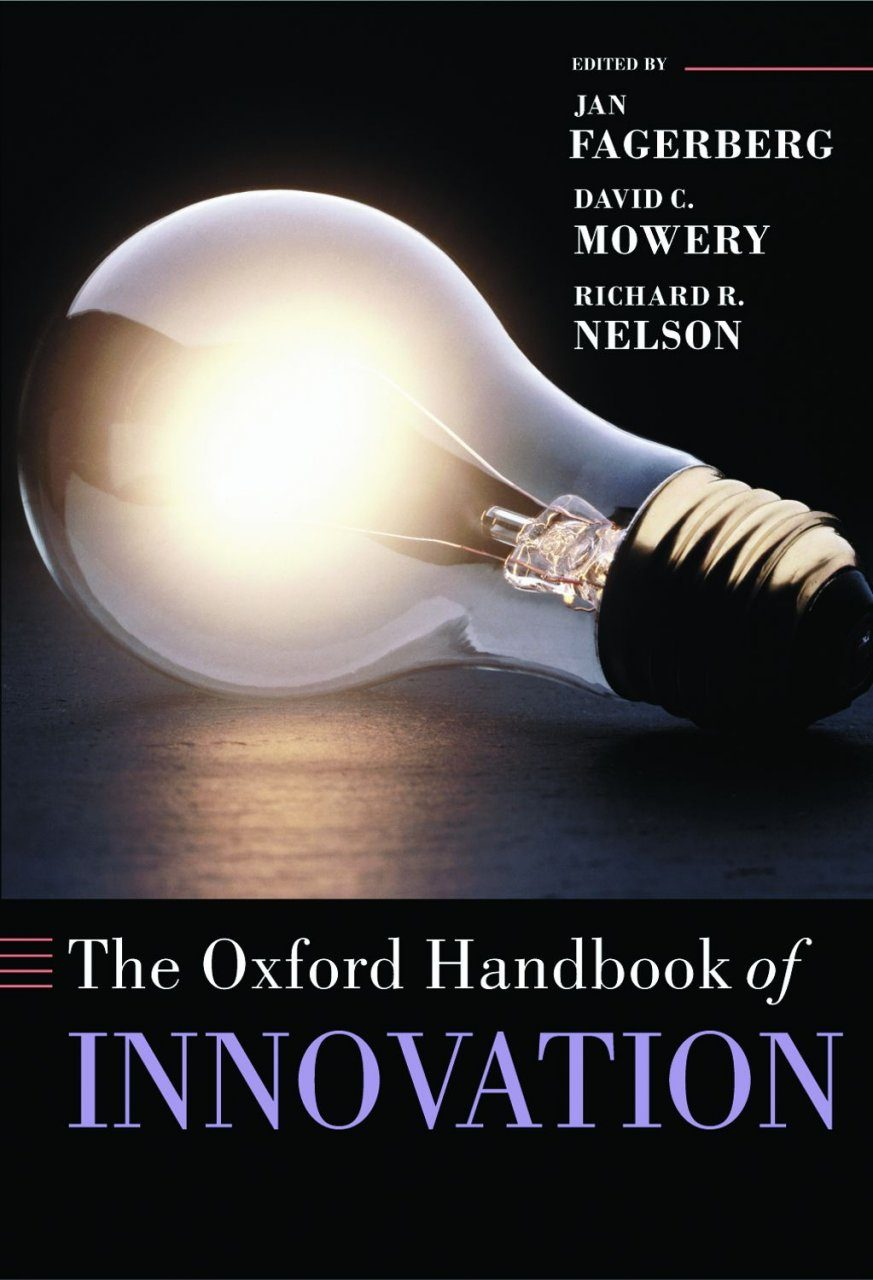 EDITED BY
JAN
FAGERBERG
DAVID C.
MOWERY
RICHARD R.
NELSON
The Oxford Handbook of
INNOVATION